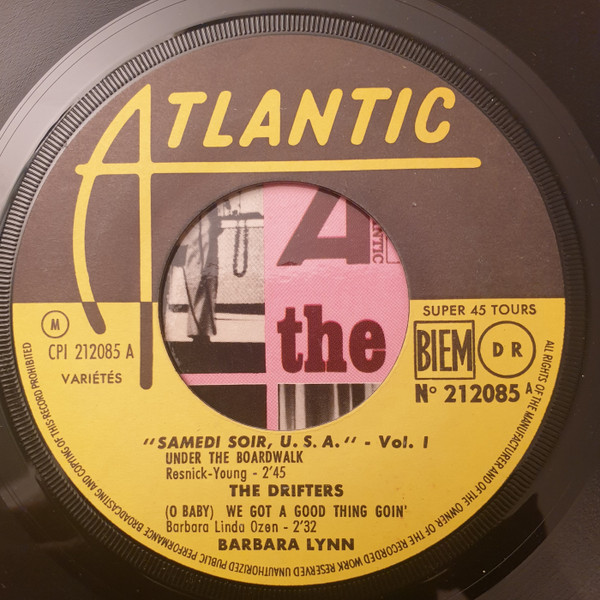 ATLANTIC
A
ANTIC
the
SUPER 45 TOURS
M
CPI 212085 A
VARIÉTÉS
BIEM
D R
N° 212085 A
"SAMEDI SOIR, U.S.A." - Vol. I
UNDER THE BOARDWALK
Resnick-Young - 2'45
THE DRIFTERS
(O BABY) WE GOT A GOOD THING GOIN'
Barbara Linda Ozen - 2'32
BARBARA LYNN
ALL RIGHTS OF THE MANUFACTURER AND OF THE OWNER OF THE RECORDED WORK RESERVED UNAUTHORIZED PUBLIC PERFORMANCE BROADCASTING AND COPYING OF THIS RECORD PROHIBITED